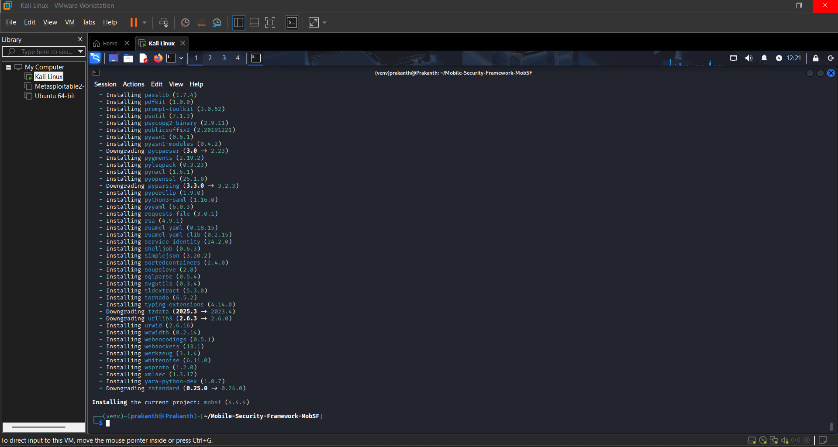 Kali Linux - VMware Workstation
File Edit View VM Tabs Help
Library
Type here to sea...
My Computer
Kali Linux
Metasploitable2-
Ubuntu 64-bit
Home
Kali Linux
1 2 3 4
12:21
(venv)prakanth@Prakanth: ~/Mobile-Security-Framework-MobSF
Session Actions Edit View Help
- Installing passlib (1.7.4)
- Installing pdfkit (1.0.0)
- Installing prompt-toolkit (3.0.52)
- Installing psutil (7.1.3)
- Installing psycopg2-binary (2.9.11)
- Installing publicsuffix2 (2.20191221)
- Installing pyasn1 (0.6.1)
- Installing pyasn1-modules (0.4.2)
- Downgrading pycparser (3.0 → 2.23)
- Installing pygments (2.19.2)
- Installing pylsqpack (0.3.23)
- Installing pynacl (1.6.1)
- Installing pyopenssl (25.1.0)
- Downgrading pyparsing (3.3.0 → 3.2.3)
- Installing pyperclip (1.9.0)
- Installing python3-saml (1.16.0)
- Installing pyyaml (6.0.3)
- Installing requests-file (3.0.1)
- Installing rsa (4.9.1)
- Installing ruamel yaml (0.18.15)
- Installing ruamel yaml clib (0.2.15)
- Installing service identity (24.2.0)
- Installing shelljob (0.6.3)
- Installing simplejson (3.20.2)
- Installing sortedcontainers (2.4.0)
- Installing soupsieve (2.8)
- Installing sqlparse (0.5.4)
- Installing svgutils (0.3.4)
- Installing tldextract (5.3.0)
- Installing tornado (6.5.2)
- Installing typing extensions (4.14.0)
- Downgrading tzdata (2025.3 → 2023.4)
- Downgrading urllib3 (2.6.3 → 2.6.0)
- Installing urwid (2.6.16)
- Installing wcwidth (0.2.14)
- Installing webencodings (0.5.1)
- Installing websockets (13.1)
- Installing werkzeug (3.1.4)
- Installing whitenoise (6.11.0)
- Installing wsproto (1.2.0)
- Installing xmlsec (1.3.17)
- Installing yara-python-dex (1.0.7)
- Downgrading zstandard (0.25.0 → 0.24.0)
Installing the current project: mobsf (4.4.4)
(venv)-(prakanth㉿Prakanth)-[~/Mobile-Security-Framework-MobSF]
$
To direct input to this VM, move the mouse pointer inside or press Ctrl+G.